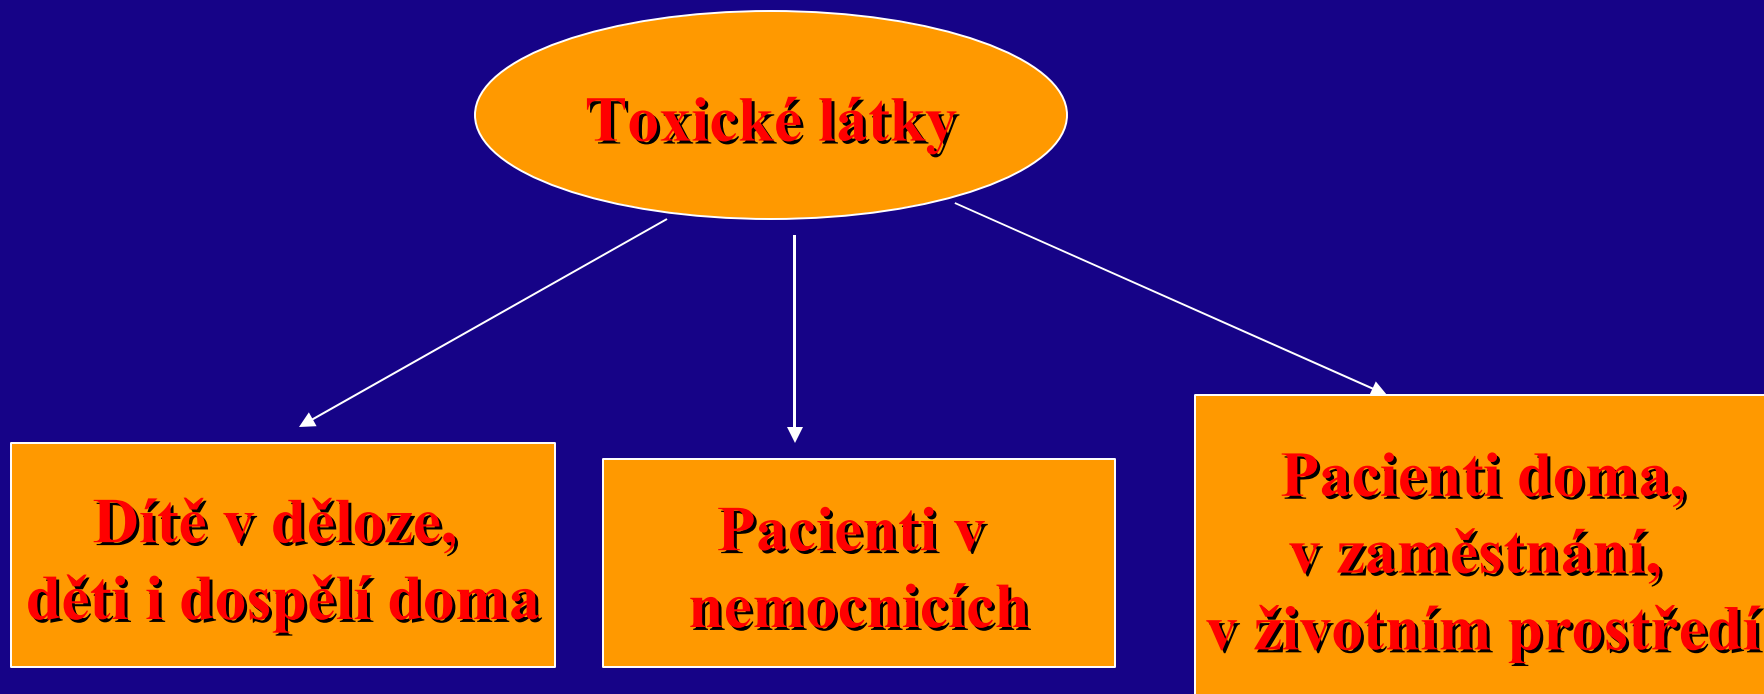 Toxické látky
Dítě v děloze,
děti i dospělí doma
Pacienti v
nemocnicích
Pacienti doma,
v zaměstnání,
v životním prostředí